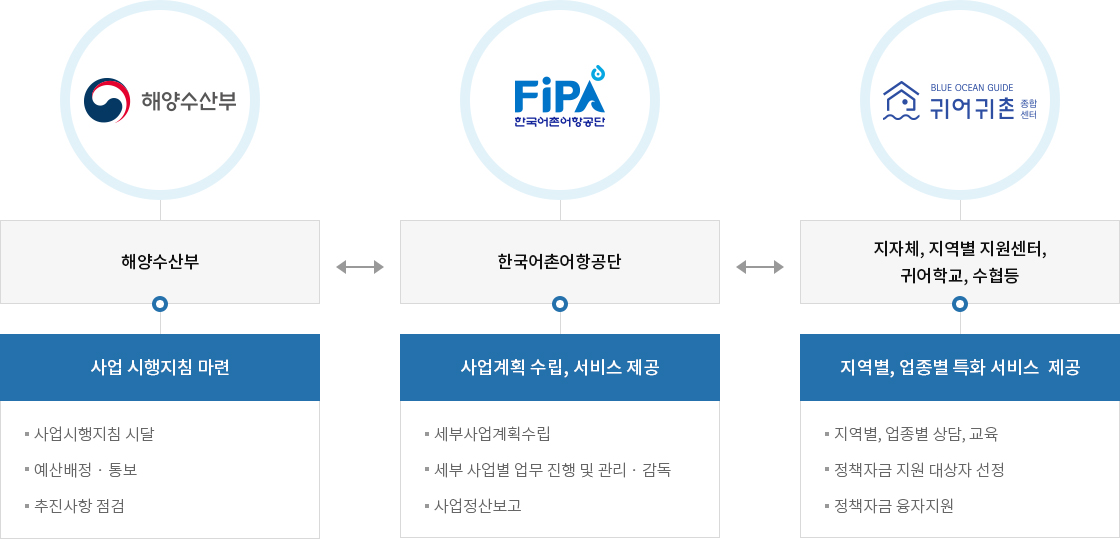 해양수산부
FiPA
한국어촌어항공단
BLUE OCEAN GUIDE
귀어귀촌 종합
센터
해양수산부
한국어촌어항공단
지자체, 지역별 지원센터,
귀어학교, 수협등
사업 시행지침 마련
사업계획 수립, 서비스 제공
지역별, 업종별 특화 서비스 제공
사업시행지침 시달
예산배정 · 통보
추진사항 점검
세부사업계획수립
세부 사업별 업무 진행 및 관리 · 감독
사업정산보고
지역별, 업종별 상담, 교육
정책자금 지원 대상자 선정
정책자금 융자지원